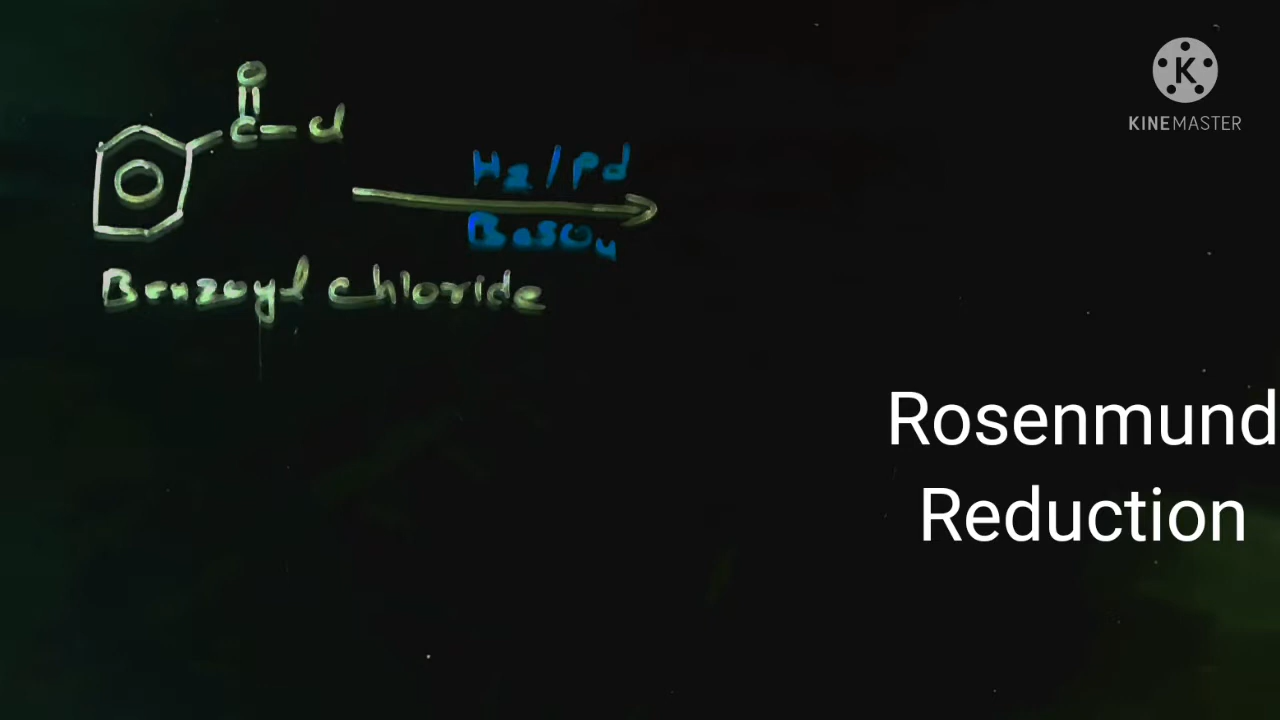 O
C-Cl
H2/Pd
BaSO4
Benzoyl chloride
KINEMASTER
Rosenmund
Reduction